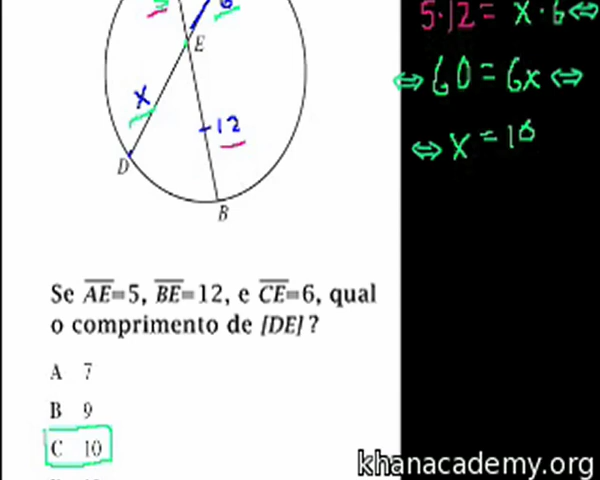 6
E
X
12
D
B
5·12 = X·6 ⇔
⇔ 60 = 6x ⇔
⇔ X = 10
Se AE=5, BE=12, e CE=6, qual
o comprimento de [DE] ?
A 7
B 9
C 10
khanacademy.org